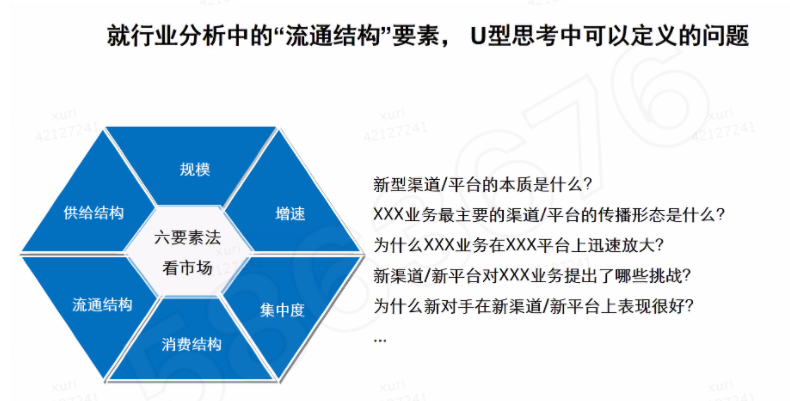 就行业分析中的“流通结构”要素， U型思考中可以定义的问题
规模
供给结构
增速
六要素法
看市场
流通结构
集中度
消费结构
新型渠道/平台的本质是什么?
XXX业务最主要的渠道/平台的传播形态是什么?
为什么XXX业务在XXX平台上迅速放大?
新渠道/新平台对XXX业务提出了哪些挑战?
为什么新对手在新渠道/新平台上表现很好?
...
xuri
42127241
xuri
42127241
xuri
42127241
5863676